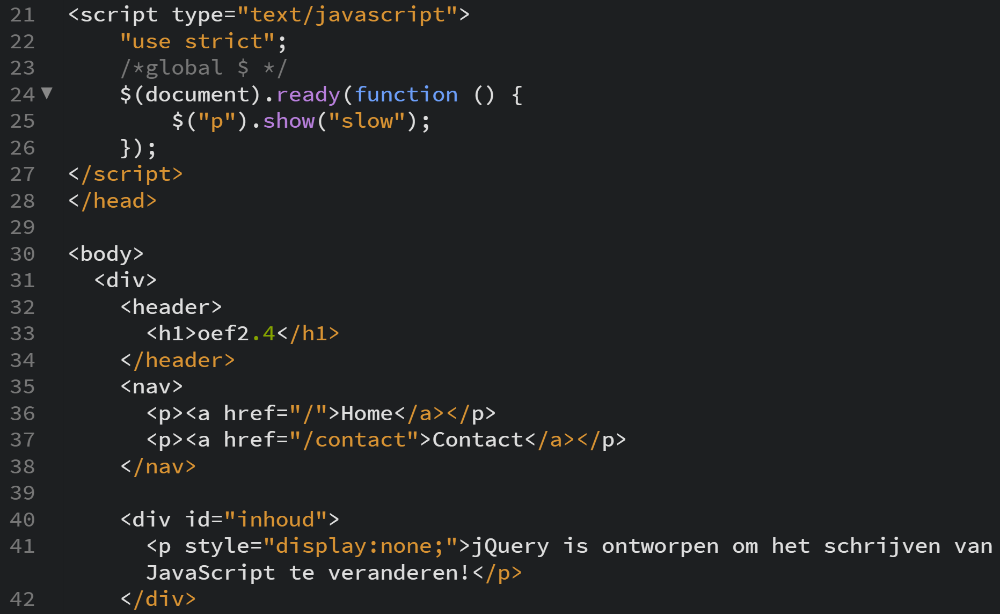 21 <script type="text/javascript">
22     "use strict";
23     /*global $ */
24 ▼     $(document).ready(function () {
25         $("p").show("slow");
26     });
27 </script>
28 </head>
29
30 <body>
31   <div>
32     <header>
33       <h1>oef2.4</h1>
34     </header>
35     <nav>
36       <p><a href="/">Home</a></p>
37       <p><a href="/contact">Contact</a></p>
38     </nav>
39
40     <div id="inhoud">
41       <p style="display:none;">jQuery is ontworpen om het schrijven van
JavaScript te veranderen!</p>
42     </div>